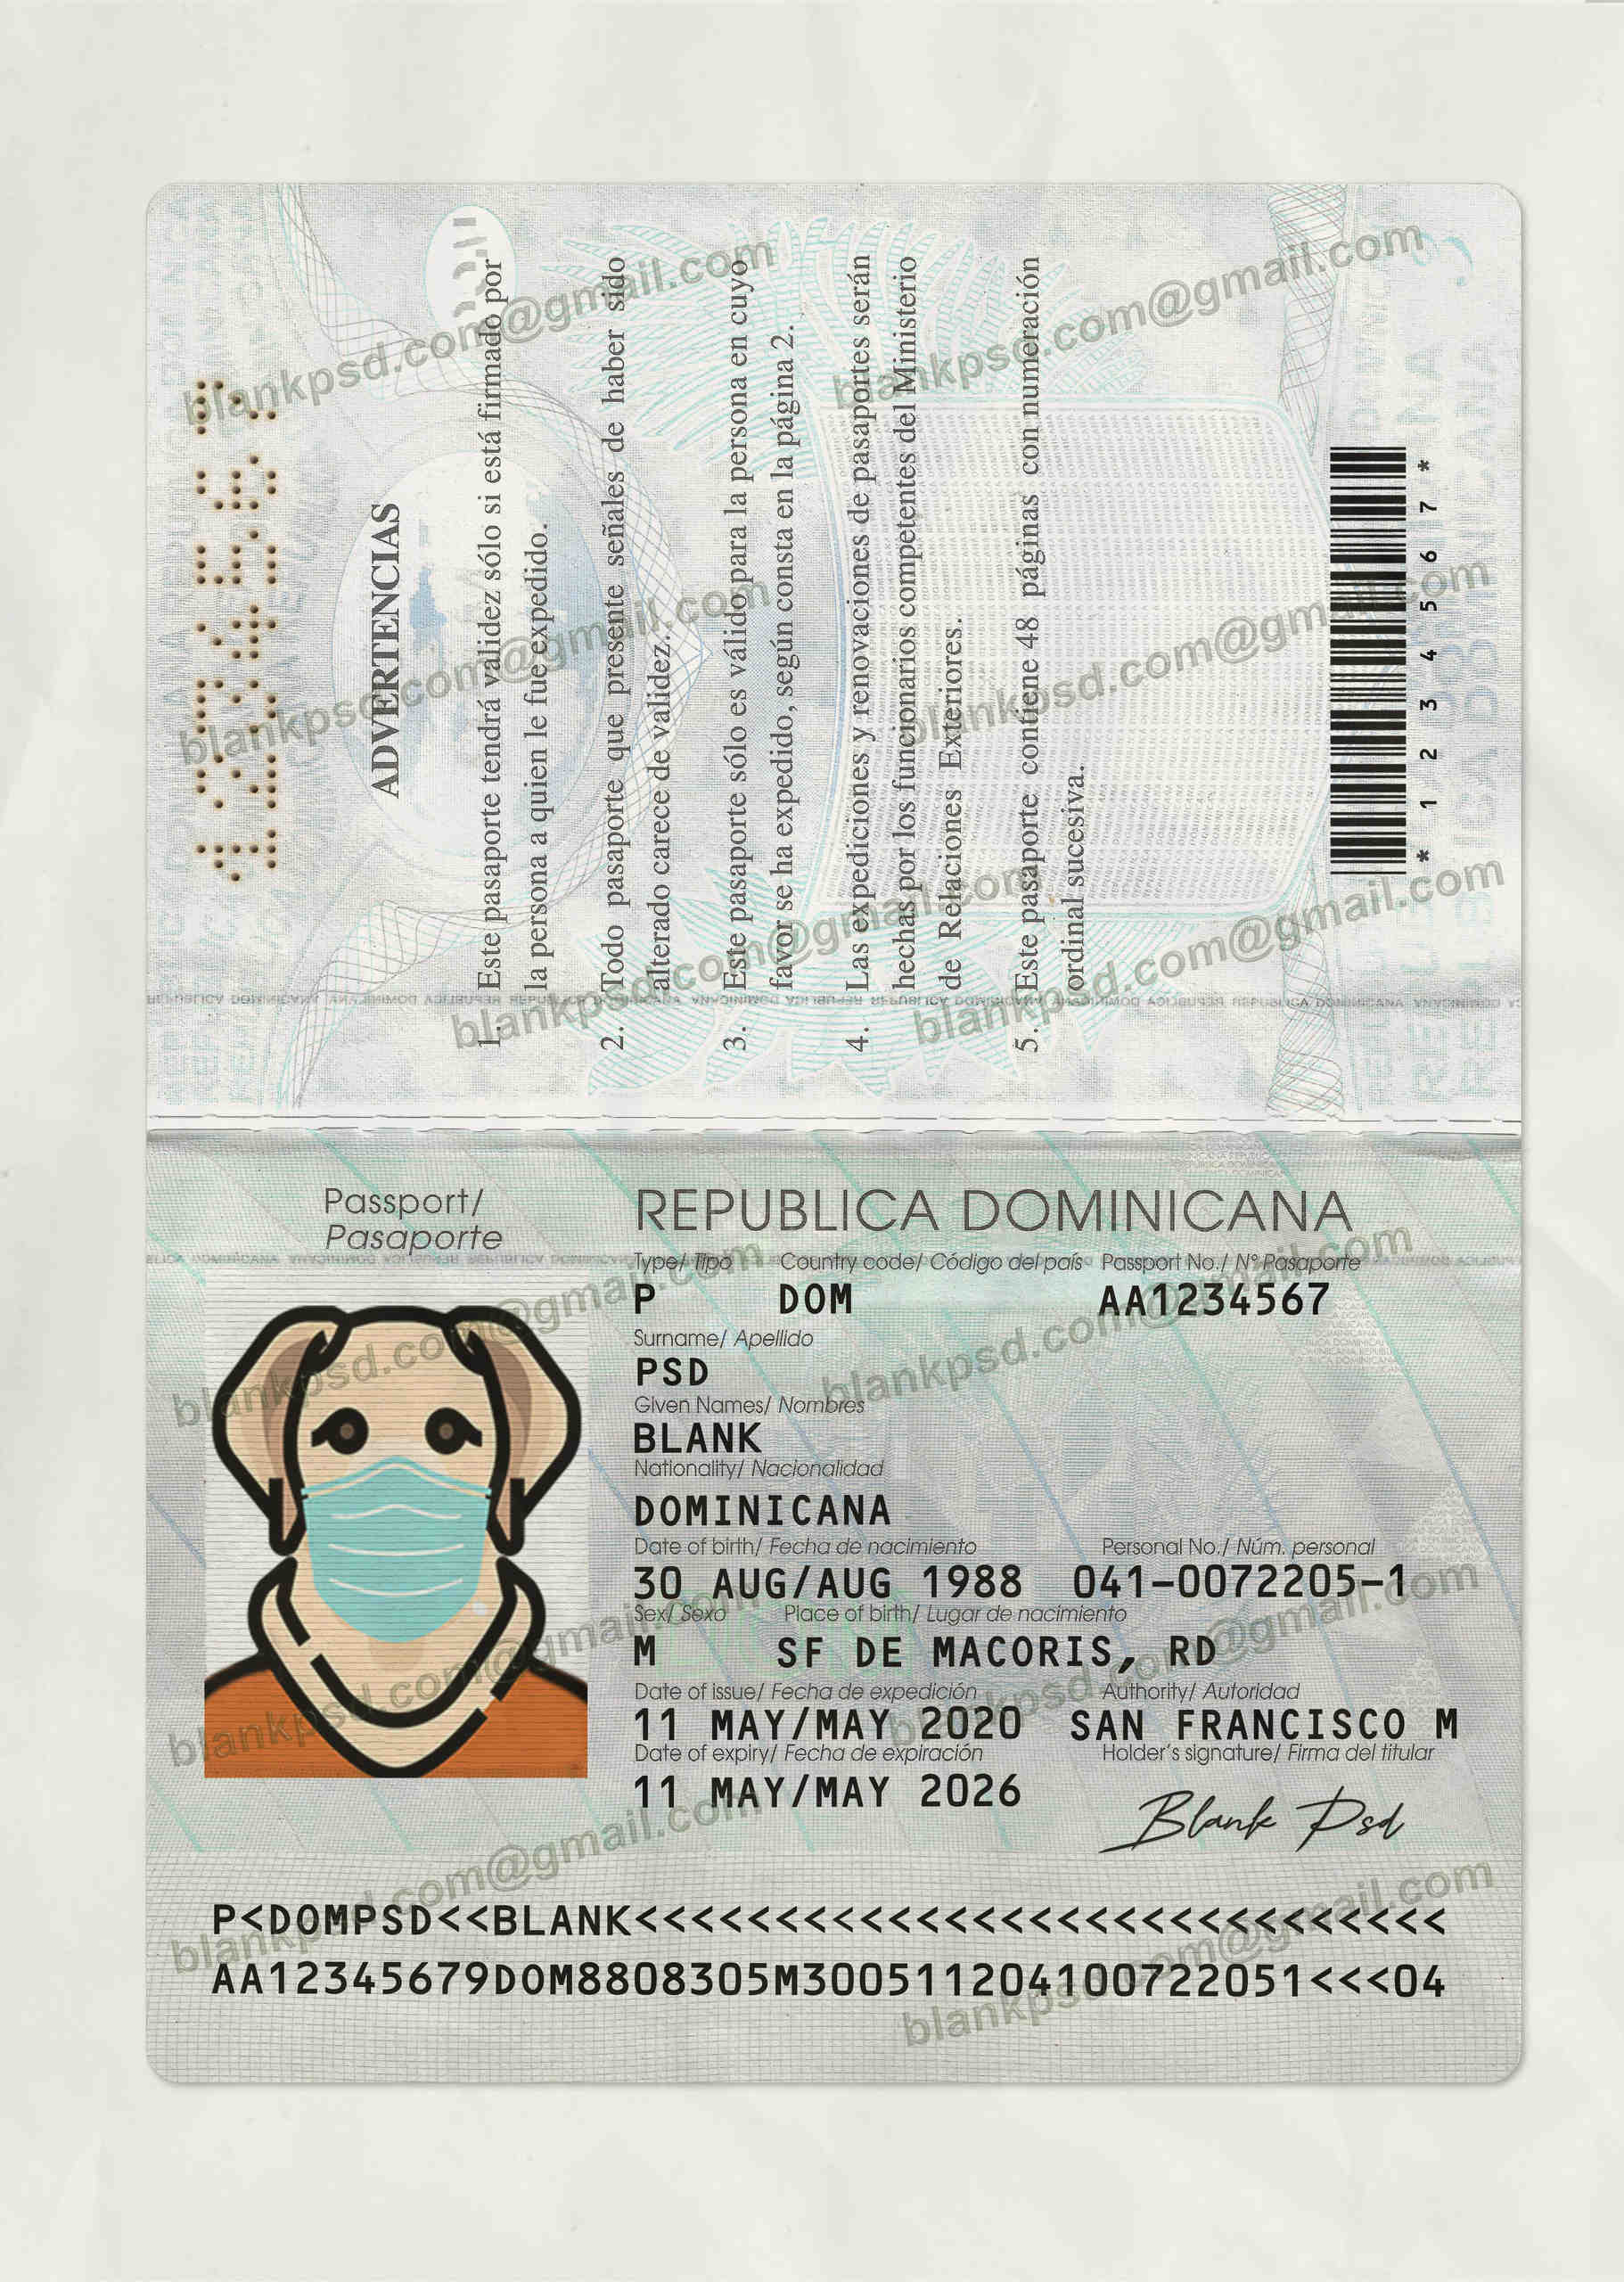 1234567
ADVERTENCIAS
1. Este pasaporte tendrá validez sólo si está firmado por
la persona a quien le fue expedido.
2. Todo pasaporte que presente señales de haber sido
alterado carece de validez.
3. Este pasaporte sólo es válido para la persona en cuyo
favor se ha expedido, según consta en la página 2.
4. Las expediciones y renovaciones de pasaportes serán
hechas por los funcionarios competentes del Ministerio
de Relaciones Exteriores.
5. Este pasaporte contiene 48 páginas con numeración
ordinal sucesiva.
* 1 2 3 4 5 6 7 *
Passport/
Pasaporte
REPUBLICA DOMINICANA
Type/ Tipo Country code/ Código del país Passport No./ Nº Pasaporte
P DOM AA1234567
Surname/ Apellido
PSD
Given Names/ Nombres
BLANK
Nationality/ Nacionalidad
DOMINICANA
Date of birth/ Fecha de nacimiento Personal No./ Núm. personal
30 AUG/AUG 1988 041-0072205-1
Sex/ Sexo Place of birth/ Lugar de nacimiento
M SF DE MACORIS, RD
Date of issue/ Fecha de expedición Authority/ Autoridad
11 MAY/MAY 2020 SAN FRANCISCO M
Date of expiry/ Fecha de expiración Holder's signature/ Firma del titular
11 MAY/MAY 2026
Blank Psd
P<DOMPSD<<BLANK<<<<<<<<<<<<<<<<<<<<<<<<<<<<<
AA12345679DOM8808305M300511204100722051<<<04
blankpsd.com@gmail.com